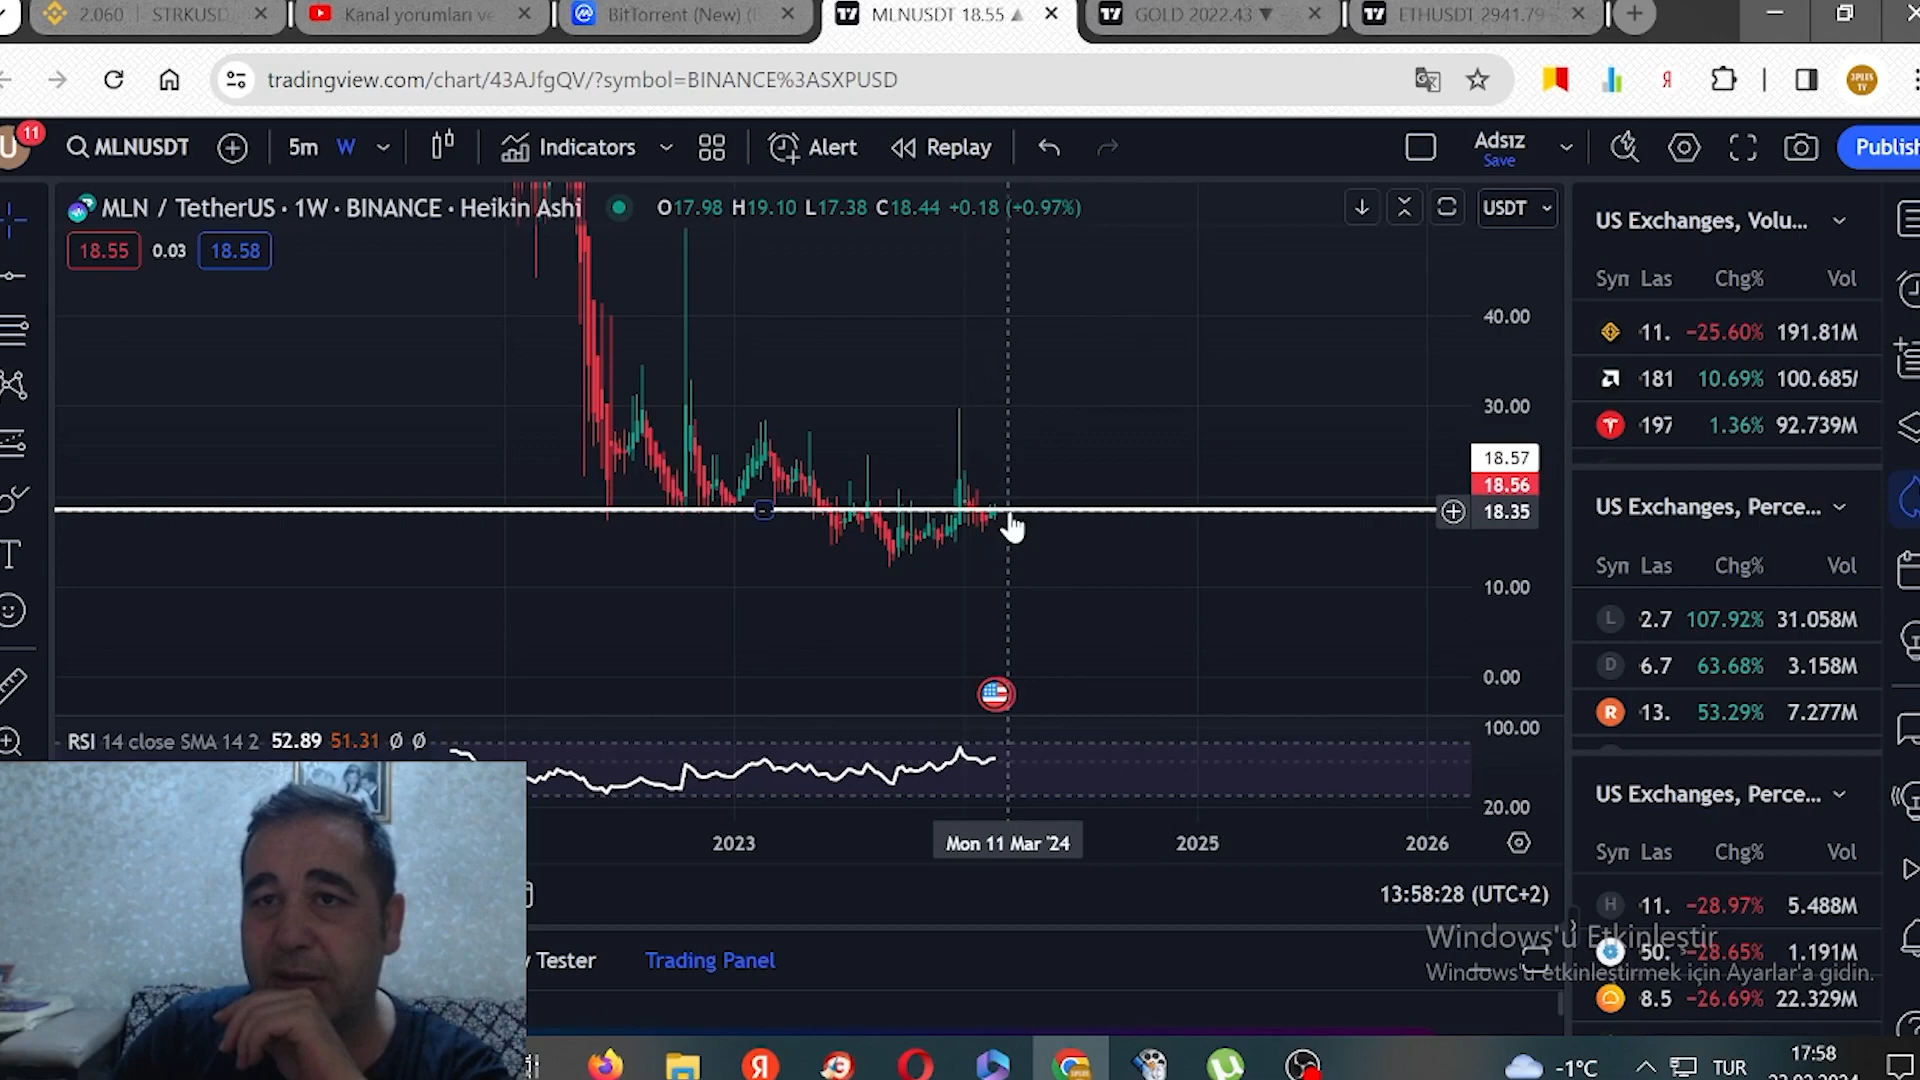 2.060 STRKUSD
Kanal yorumları ve
BitTorrent (New) (
MLNUSDT 18.55 ▲
GOLD 2022.43 ▼
ETHUSDT 2941.79
tradingview.com/chart/43AJfgQV/?symbol=BINANCE%3ASXPUSD
3PLES TV
U 11
MLNUSDT
5m W
Indicators
Alert
Replay
Adsız
Save
Publish
MLN / TetherUS · 1W · BINANCE · Heikin Ashi
O17.98 H19.10 L17.38 C18.44 +0.18 (+0.97%)
USDT
18.55 0.03 18.58
40.00
30.00
18.57
18.56
18.35
10.00
0.00
100.00
20.00
RSI 14 close SMA 14 2 52.89 51.31 Ø Ø
2023
Mon 11 Mar '24
2025
2026
13:58:28 (UTC+2)
Tester
Trading Panel
US Exchanges, Volu...
Syn Las Chg% Vol
11. −25.60% 191.81M
181 10.69% 100.685
197 1.36% 92.739M
US Exchanges, Perce...
Syn Las Chg% Vol
L 2.7 107.92% 31.058M
D 6.7 63.68% 3.158M
R 13. 53.29% 7.277M
US Exchanges, Perce...
Syn Las Chg% Vol
H 11. −28.97% 5.488M
50. −28.65% 1.191M
8.5 −26.69% 22.329M
Windows'u Etkinleştir
Windows'u etkinleştirmek için Ayarlar'a gidin.
-1°C
TUR
17:58